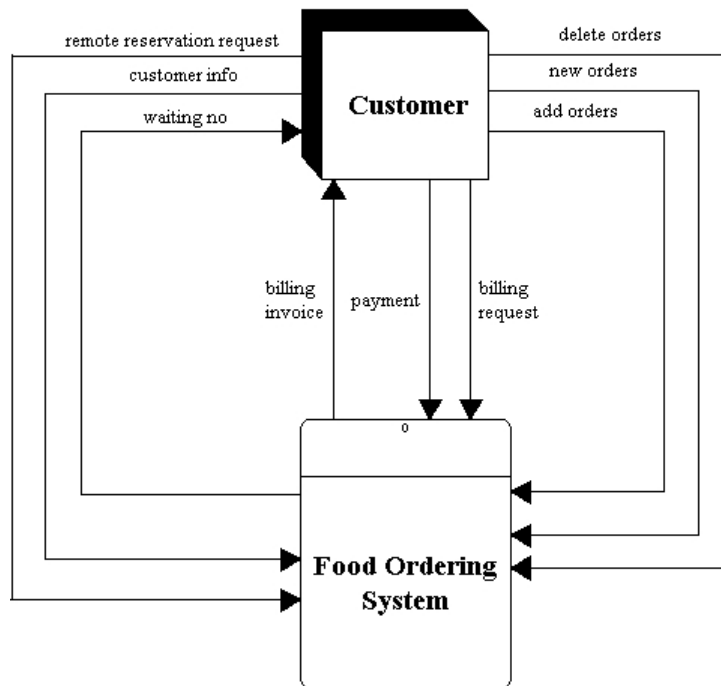 remote reservation request
customer info
waiting no
Customer
delete orders
new orders
add orders
billing
invoice
payment
billing
request
0
Food Ordering
System